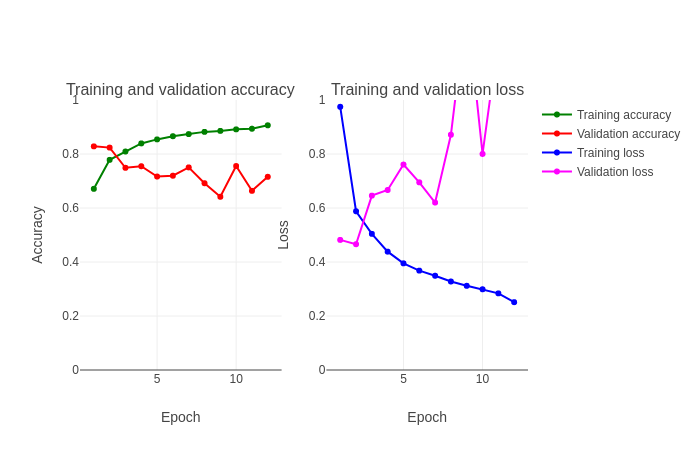 Training and validation accuracy
Training and validation loss
1
0.8
0.6
0.4
0.2
0
5
10
Epoch
Accuracy
1
0.8
0.6
0.4
0.2
0
5
10
Epoch
Loss
Training accuracy
Validation accuracy
Training loss
Validation loss